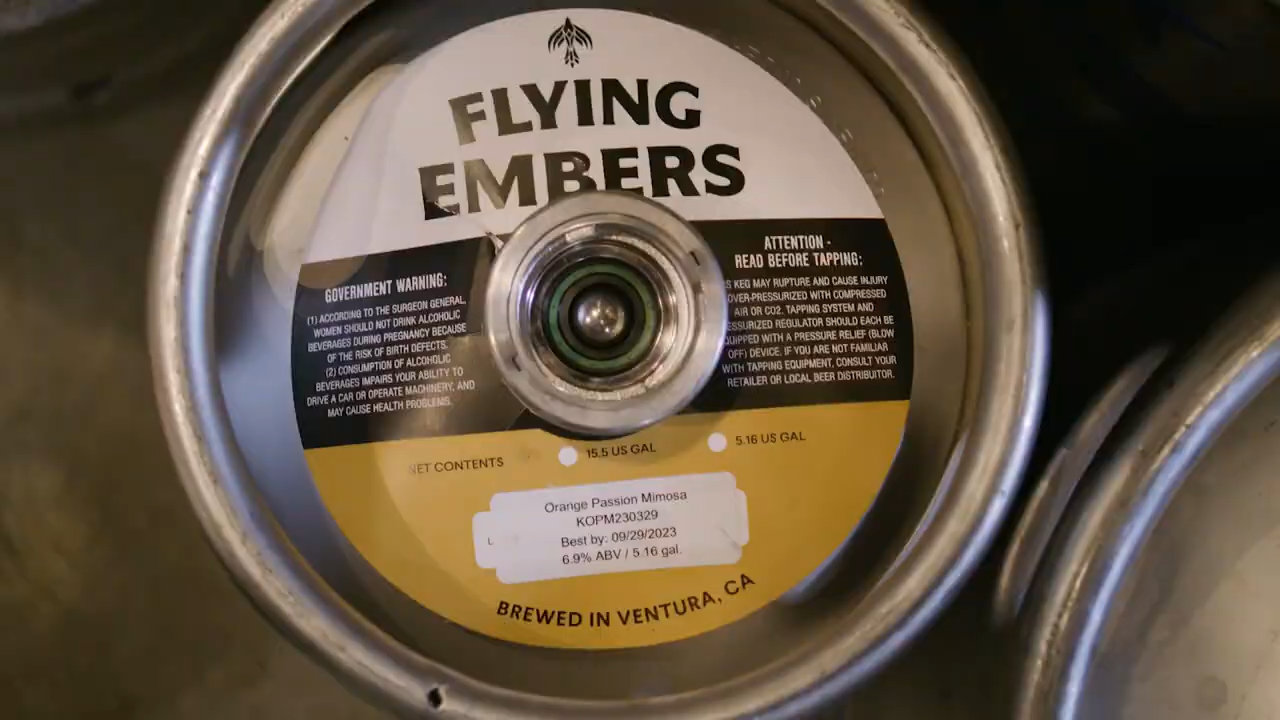 FLYING
EMBERS
GOVERNMENT WARNING:
(1) ACCORDING TO THE SURGEON GENERAL,
WOMEN SHOULD NOT DRINK ALCOHOLIC
BEVERAGES DURING PREGNANCY BECAUSE
OF THE RISK OF BIRTH DEFECTS.
(2) CONSUMPTION OF ALCOHOLIC
BEVERAGES IMPAIRS YOUR ABILITY TO
DRIVE A CAR OR OPERATE MACHINERY, AND
MAY CAUSE HEALTH PROBLEMS.
ATTENTION -
READ BEFORE TAPPING:
KEG MAY RUPTURE AND CAUSE INJURY
OVER-PRESSURIZED WITH COMPRESSED
AIR OR CO2. TAPPING SYSTEM AND
REGULATOR SHOULD EACH BE
WITH A PRESSURE RELIEF (BLOW
OFF) DEVICE. IF YOU ARE NOT FAMILIAR
WITH TAPPING EQUIPMENT, CONSULT YOUR
RETAILER OR LOCAL BEER DISTRIBUTOR.
NET CONTENTS 15.5 US GAL 5.16 US GAL
Orange Passion Mimosa
KOPM230329
Best by: 09/29/2023
6.9% ABV / 5.16 gal.
L
BREWED IN VENTURA, CA